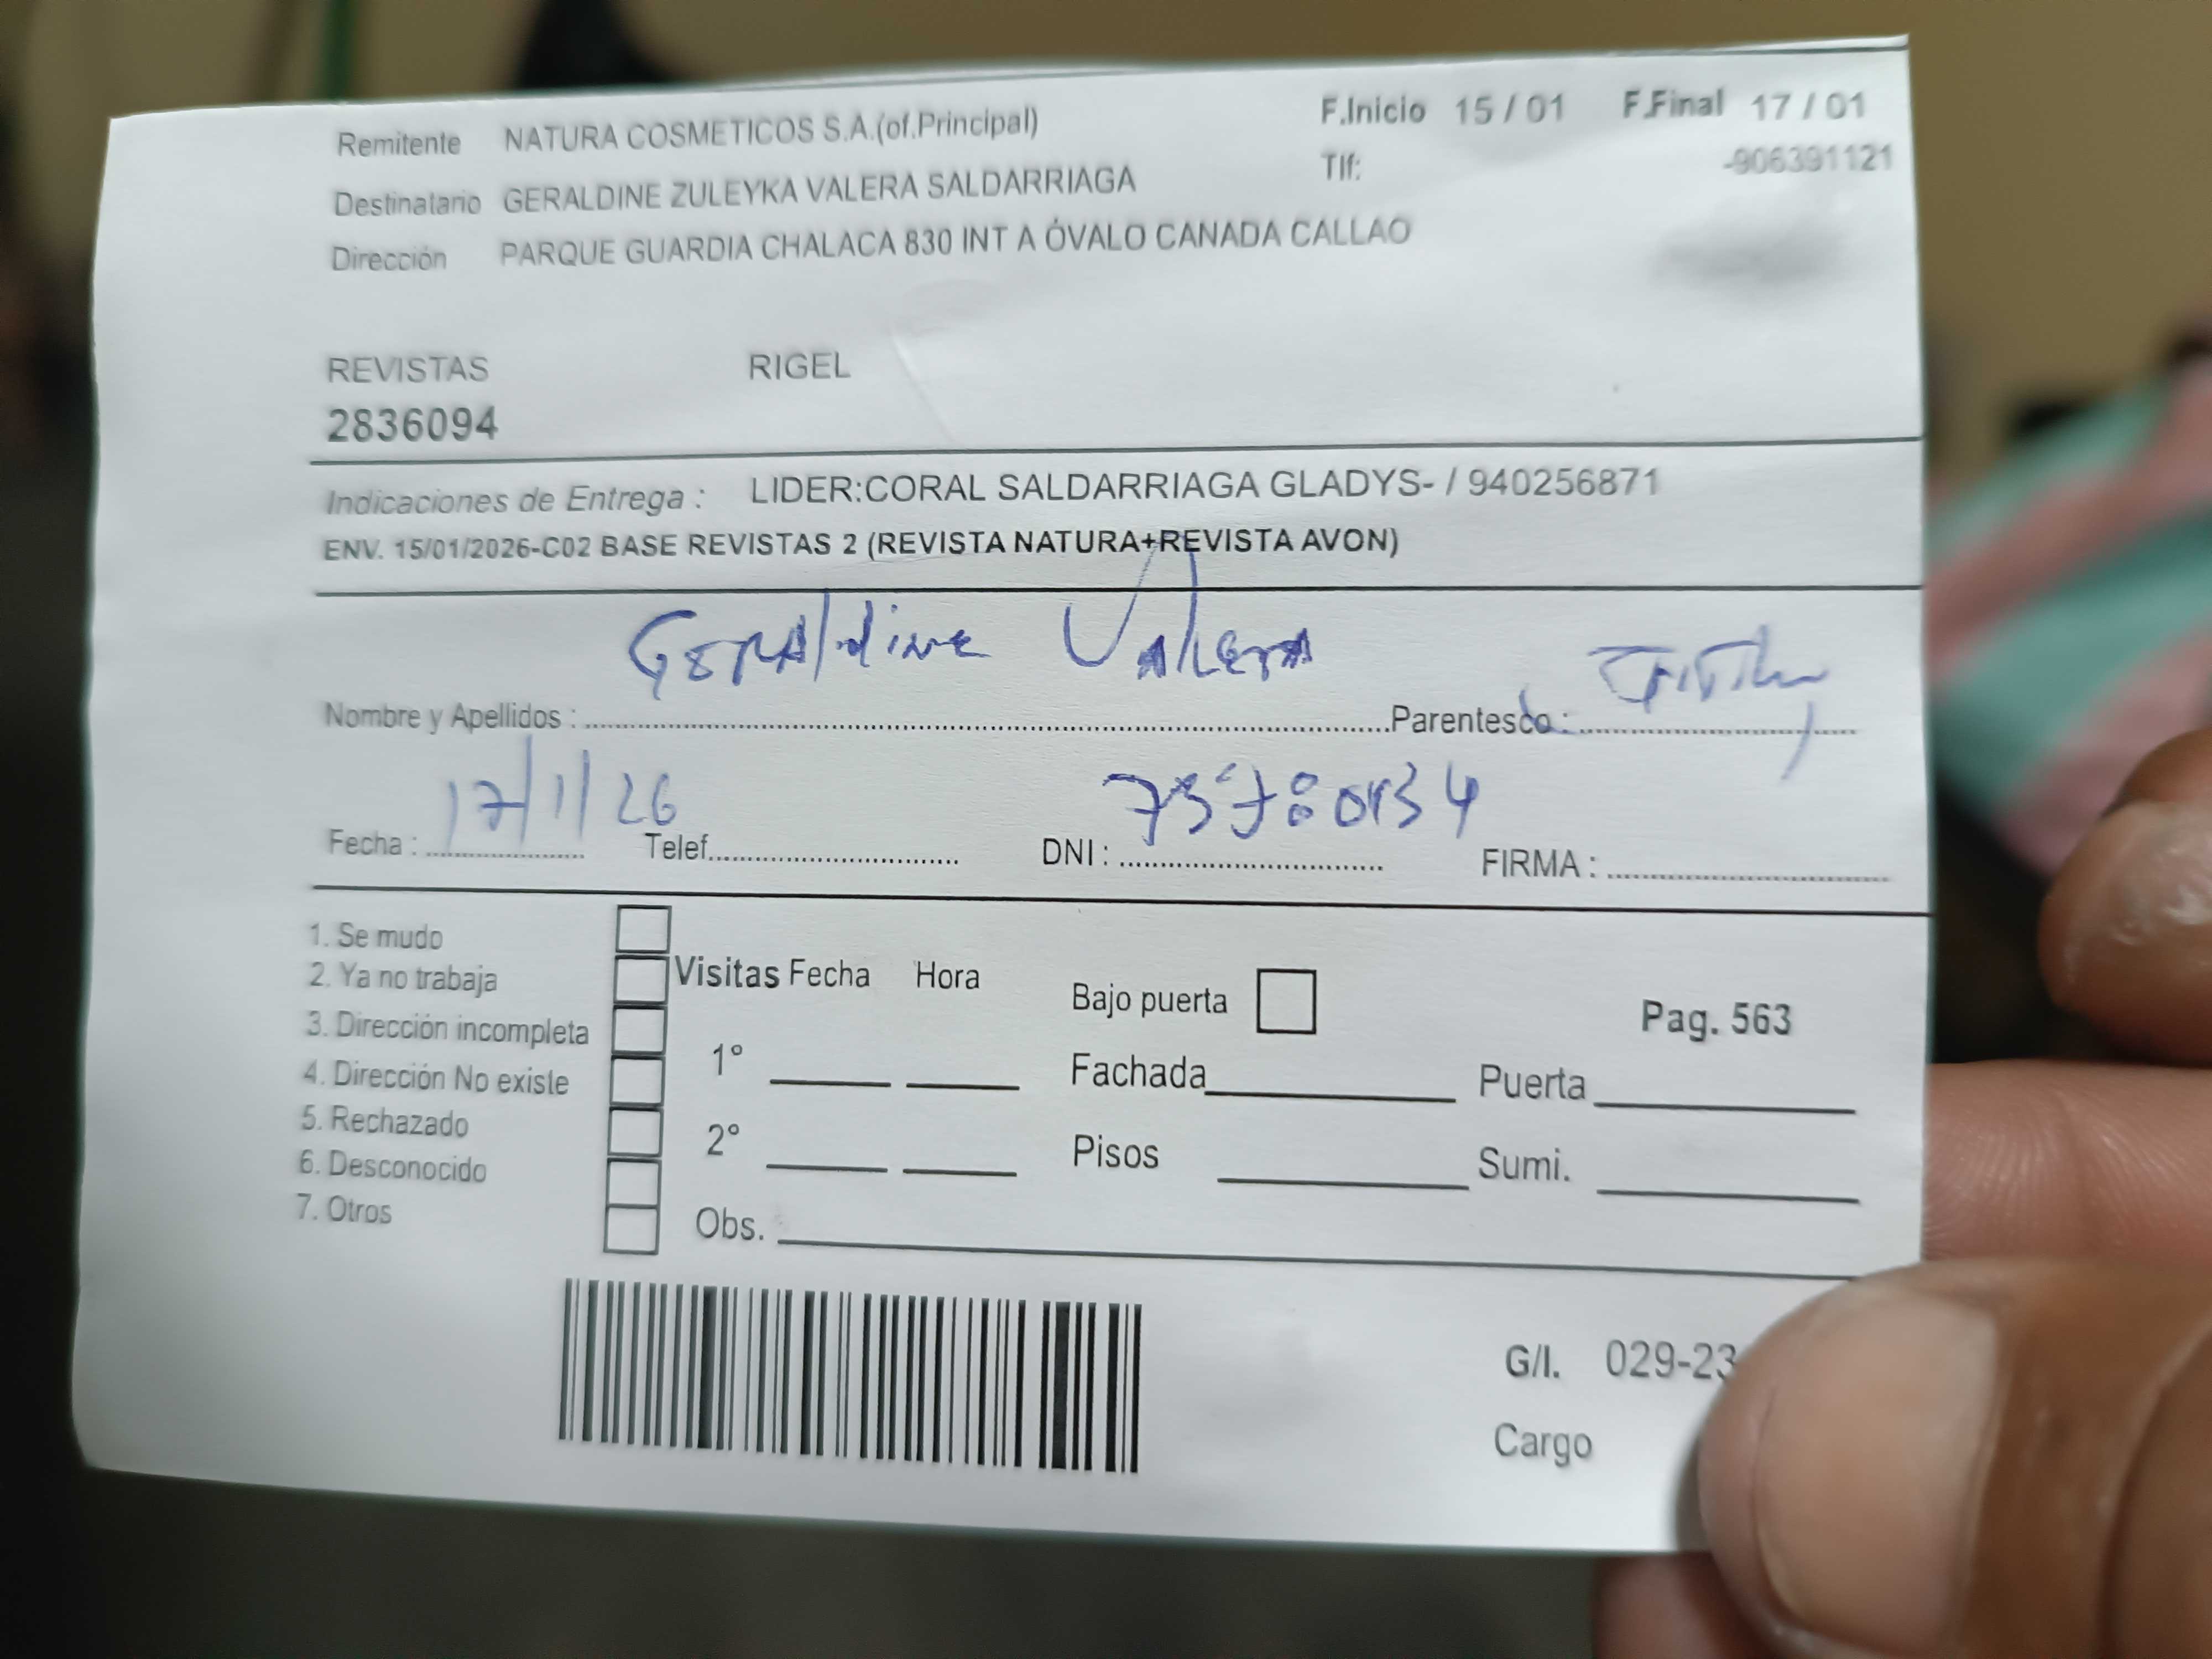 Remitente NATURA COSMETICOS S.A.(of.Principal) F.Inicio 15 / 01 F.Final 17 / 01
Destinatario GERALDINE ZULEYKA VALERA SALDARRIAGA Tlf: -906391121
Dirección PARQUE GUARDIA CHALACA 830 INT A ÓVALO CANADA CALLAO
REVISTAS RIGEL
2836094
Indicaciones de Entrega : LIDER:CORAL SALDARRIAGA GLADYS- / 940256871
ENV. 15/01/2026-C02 BASE REVISTAS 2 (REVISTA NATURA+REVISTA AVON)
Nombre y Apellidos : Geraldine Valera Parentesco :
Fecha : 17/1/26 Telef. DNI : FIRMA :
1. Se mudo
2. Ya no trabaja Visitas Fecha Hora Bajo puerta Pag. 563
3. Dirección incompleta
4. Dirección No existe 1° Fachada Puerta
5. Rechazado
6. Desconocido 2° Pisos Sumi.
7. Otros Obs.
G/I. 029-23
Cargo